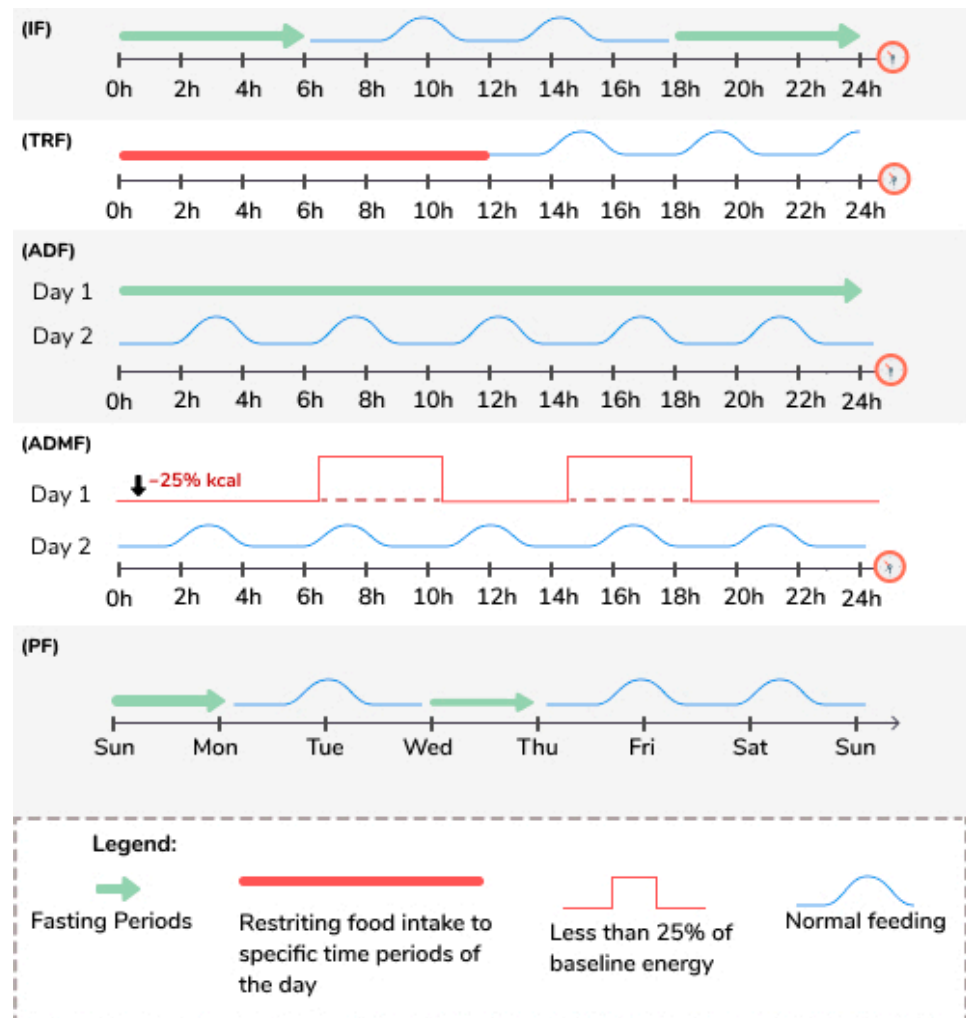 (IF)
0h 2h 4h 6h 8h 10h 12h 14h 16h 18h 20h 22h 24h
(TRF)
0h 2h 4h 6h 8h 10h 12h 14h 16h 18h 20h 22h 24h
(ADF)
Day 1
Day 2
0h 2h 4h 6h 8h 10h 12h 14h 16h 18h 20h 22h 24h
(ADMF)
−25% kcal
Day 1
Day 2
0h 2h 4h 6h 8h 10h 12h 14h 16h 18h 20h 22h 24h
(PF)
Sun Mon Tue Wed Thu Fri Sat Sun
Legend:
Fasting Periods
Restriting food intake to
specific time periods of
the day
Less than 25% of
baseline energy
Normal feeding